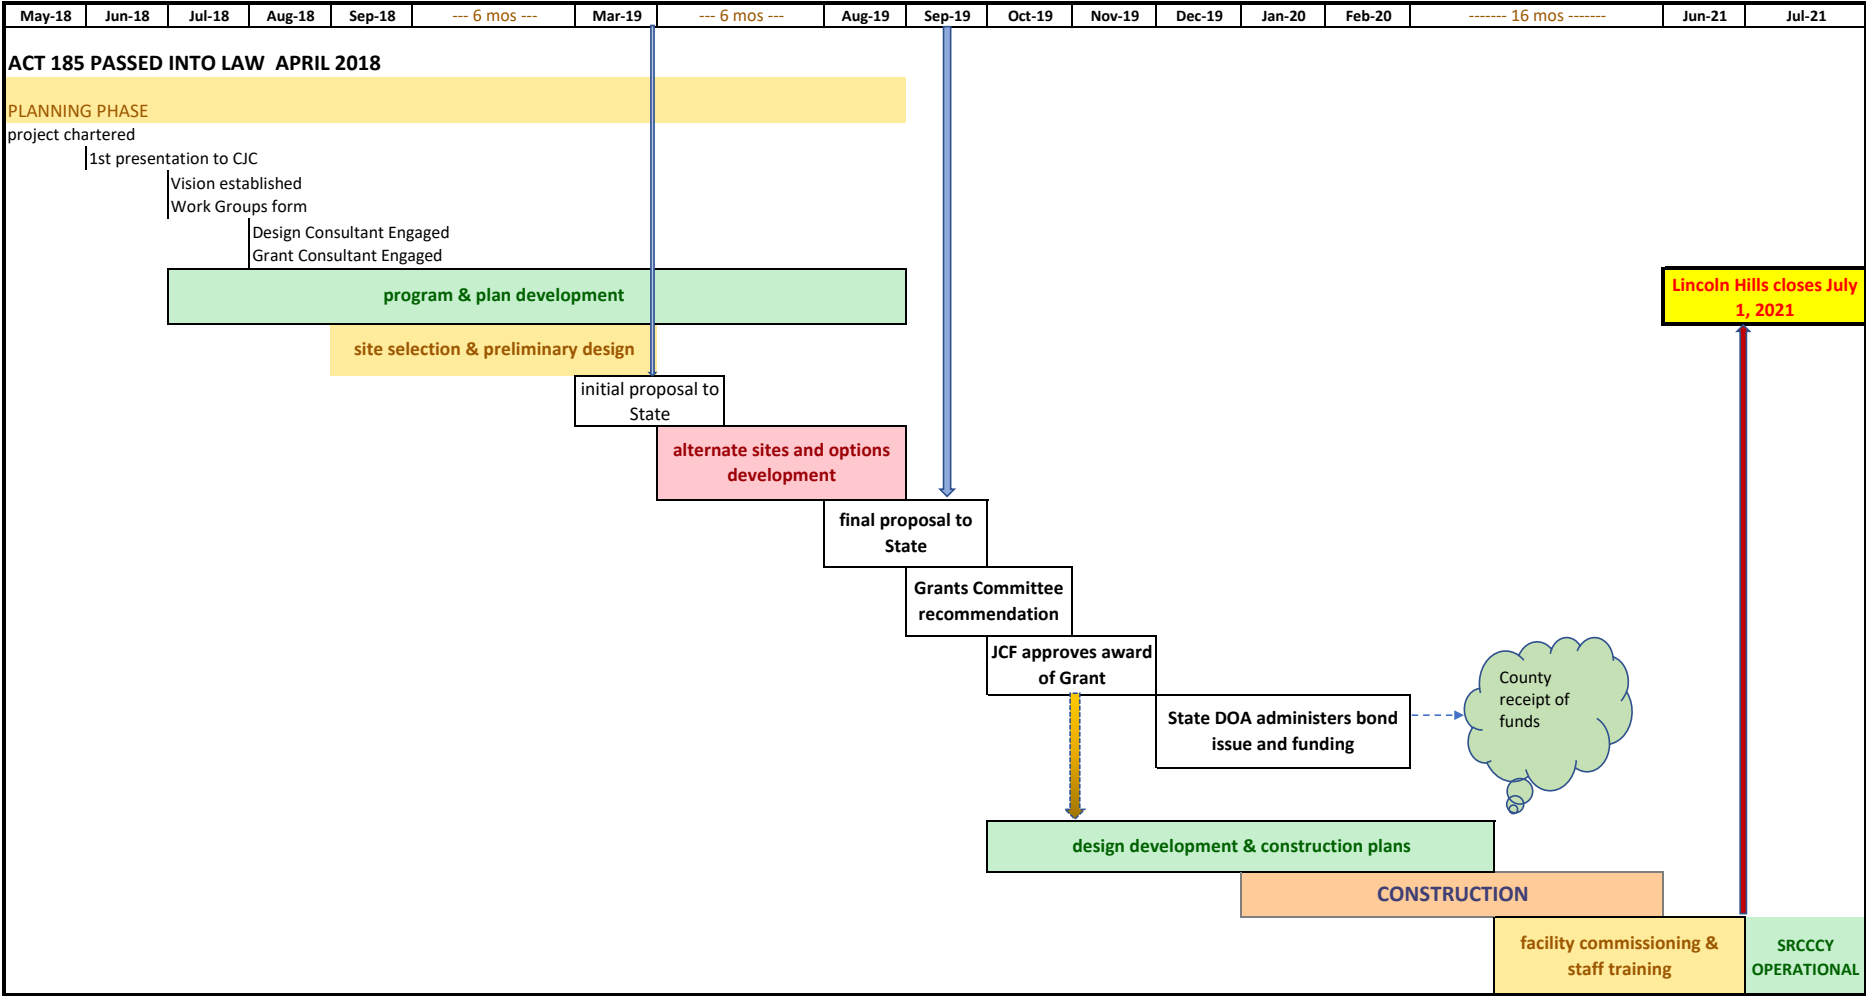 May-18 Jun-18 Jul-18 Aug-18 Sep-18 --- 6 mos --- Mar-19 --- 6 mos --- Aug-19 Sep-19 Oct-19 Nov-19 Dec-19 Jan-20 Feb-20 ------- 16 mos ------- Jun-21 Jul-21
ACT 185 PASSED INTO LAW APRIL 2018
PLANNING PHASE
project chartered
1st presentation to CJC
Vision established
Work Groups form
Design Consultant Engaged
Grant Consultant Engaged
program & plan development
Lincoln Hills closes July
1, 2021
site selection & preliminary design
initial proposal to
State
alternate sites and options
development
final proposal to
State
Grants Committee
recommendation
JCF approves award
of Grant
State DOA administers bond
issue and funding
County
receipt of
funds
design development & construction plans
CONSTRUCTION
facility commissioning &
staff training
SRCCCY
OPERATIONAL